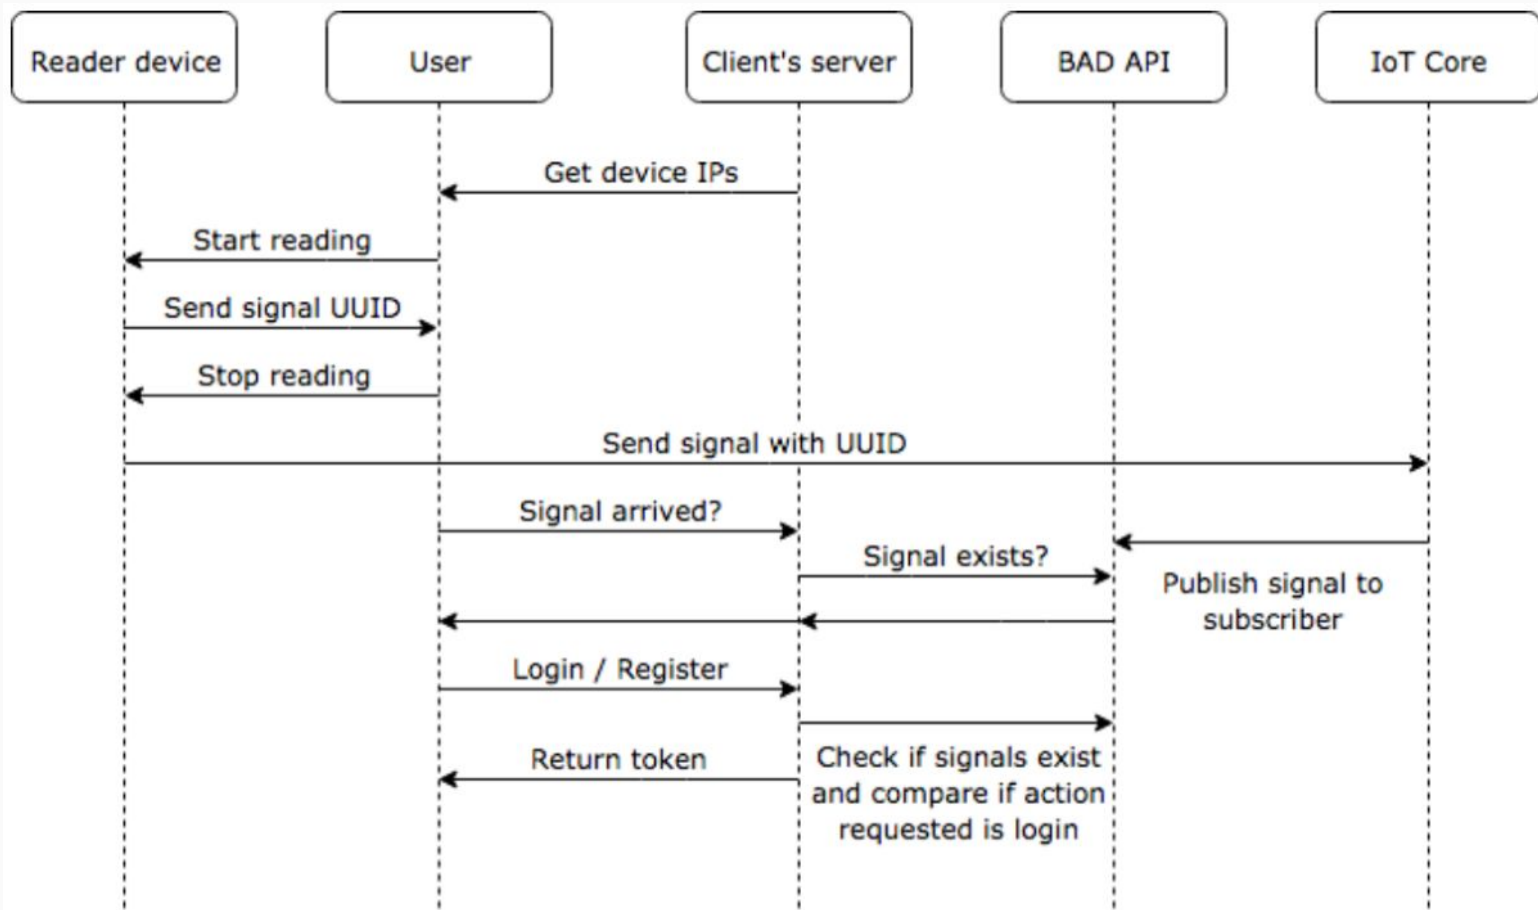 Reader device
User
Client's server
BAD API
IoT Core
Get device IPs
Start reading
Send signal UUID
Stop reading
Send signal with UUID
Signal arrived?
Signal exists?
Publish signal to
subscriber
Login / Register
Return token
Check if signals exist
and compare if action
requested is login